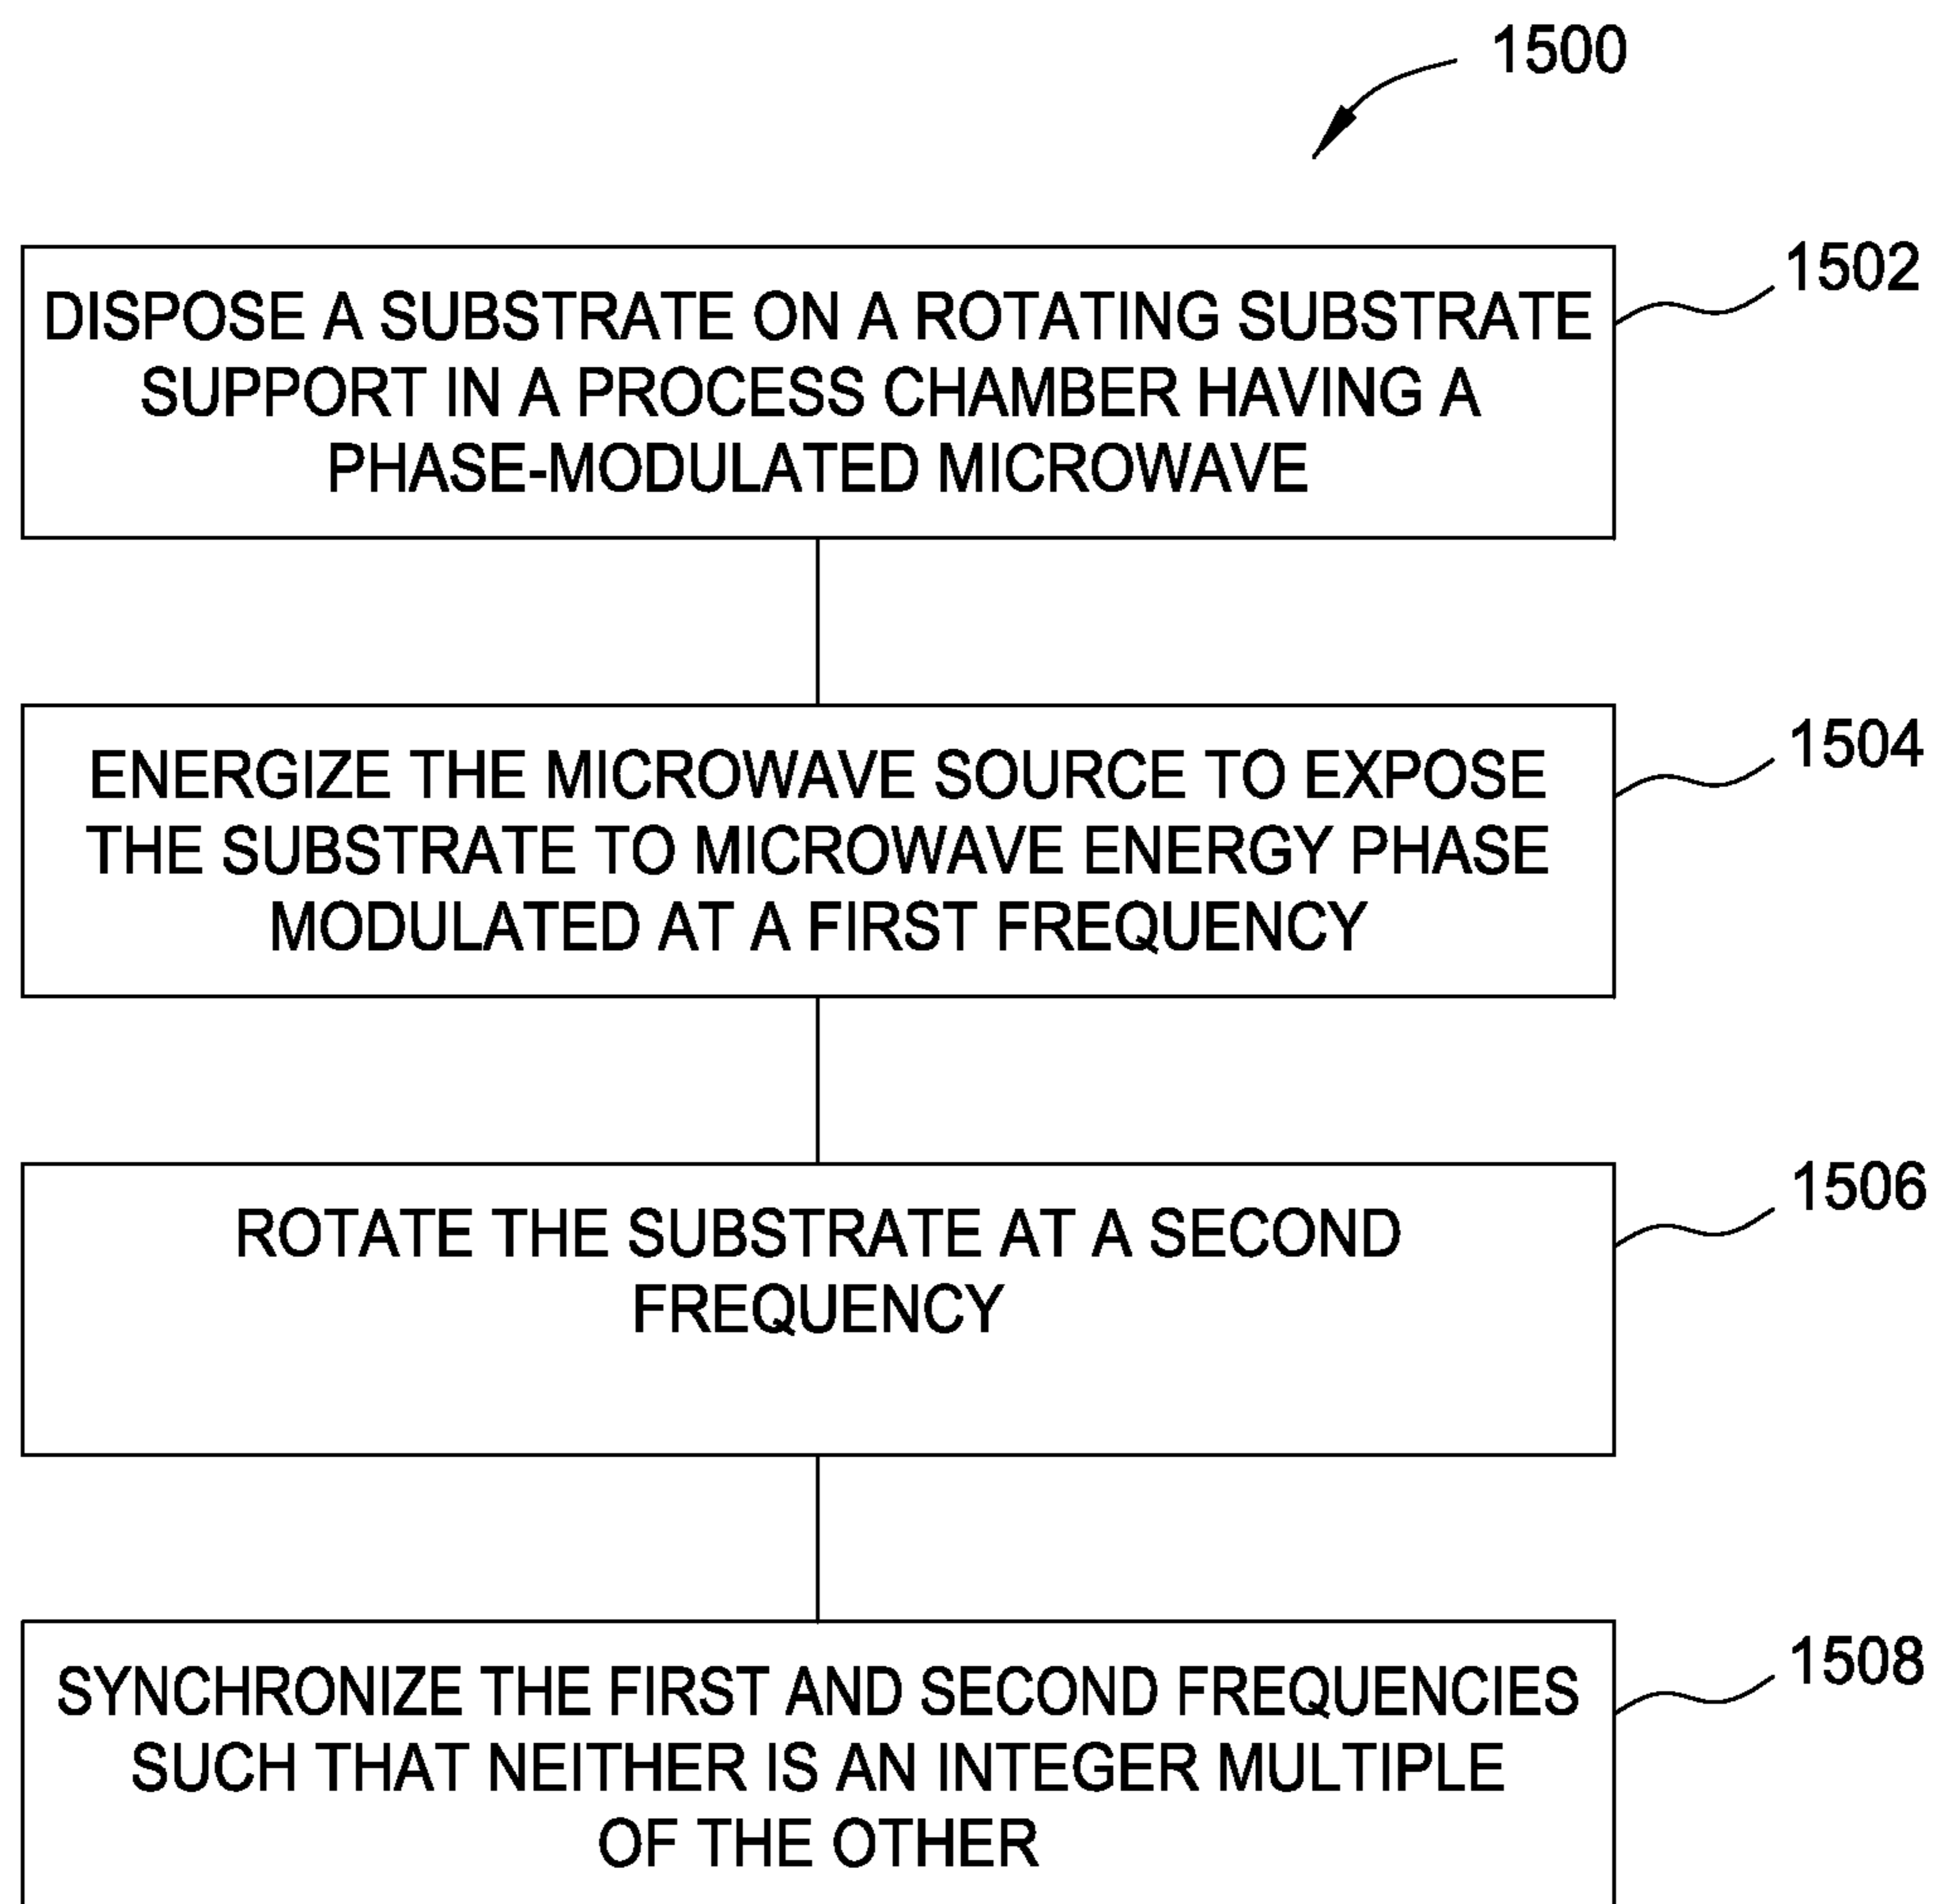 1500
DISPOSE A SUBSTRATE ON A ROTATING SUBSTRATE
SUPPORT IN A PROCESS CHAMBER HAVING A
PHASE-MODULATED MICROWAVE
1502
ENERGIZE THE MICROWAVE SOURCE TO EXPOSE
THE SUBSTRATE TO MICROWAVE ENERGY PHASE
MODULATED AT A FIRST FREQUENCY
1504
ROTATE THE SUBSTRATE AT A SECOND
FREQUENCY
1506
SYNCHRONIZE THE FIRST AND SECOND FREQUENCIES
SUCH THAT NEITHER IS AN INTEGER MULTIPLE
OF THE OTHER
1508